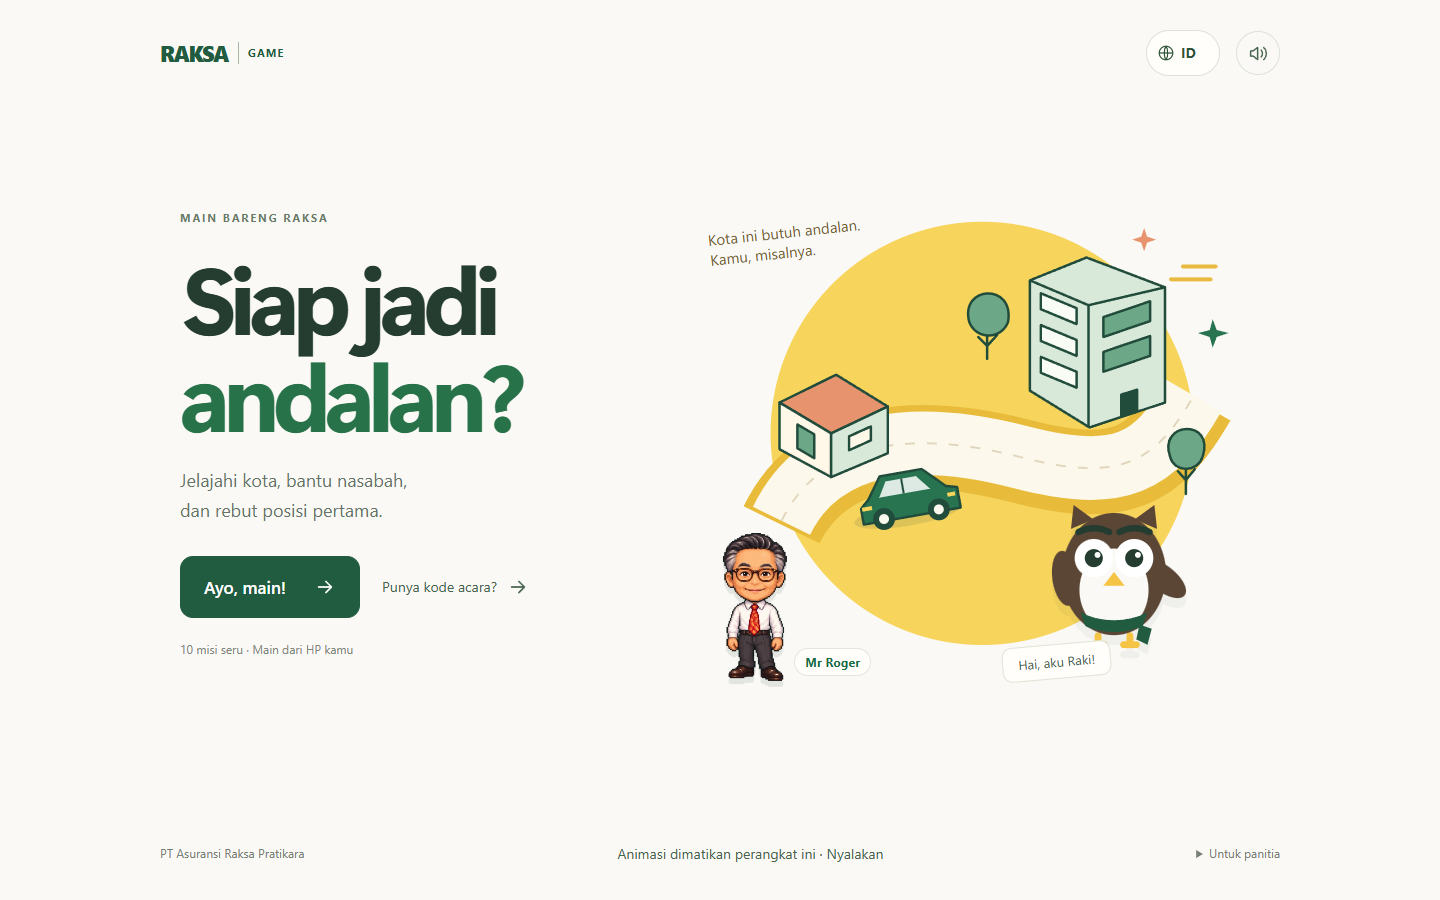 RAKSA GAME
ID
MAIN BARENG RAKSA
Siap jadi
andalan?
Jelajahi kota, bantu nasabah,
dan rebut posisi pertama.
Ayo, main!
Punya kode acara?
10 misi seru · Main dari HP kamu
Kota ini butuh andalan.
Kamu, misalnya.
Mr Roger
Hai, aku Raki!
PT Asuransi Raksa Pratikara
Animasi dimatikan perangkat ini · Nyalakan
Untuk panitia